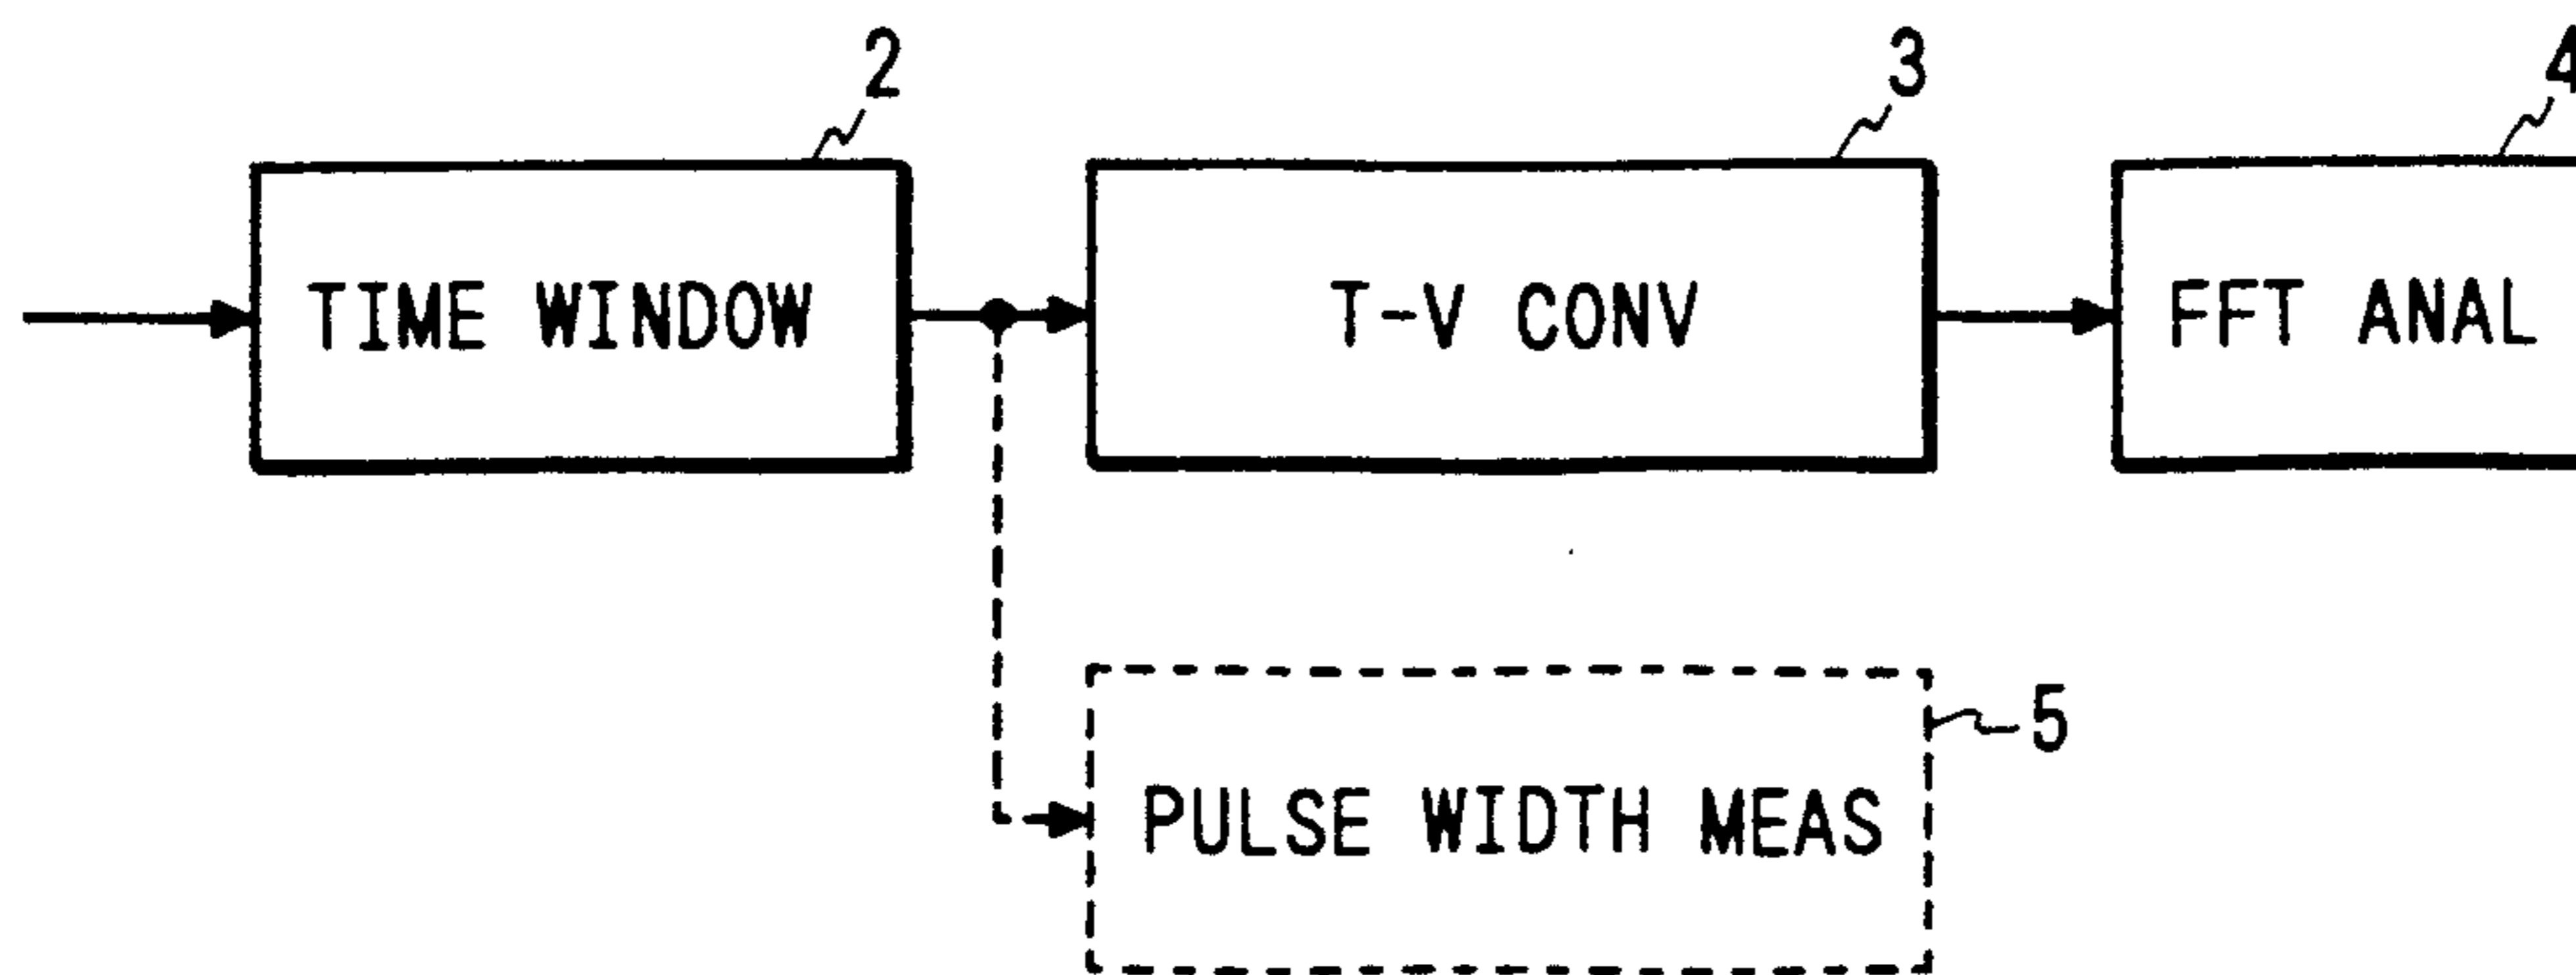 2
3
4
TIME WINDOW
T-V CONV
FFT ANAL
5
PULSE WIDTH MEAS